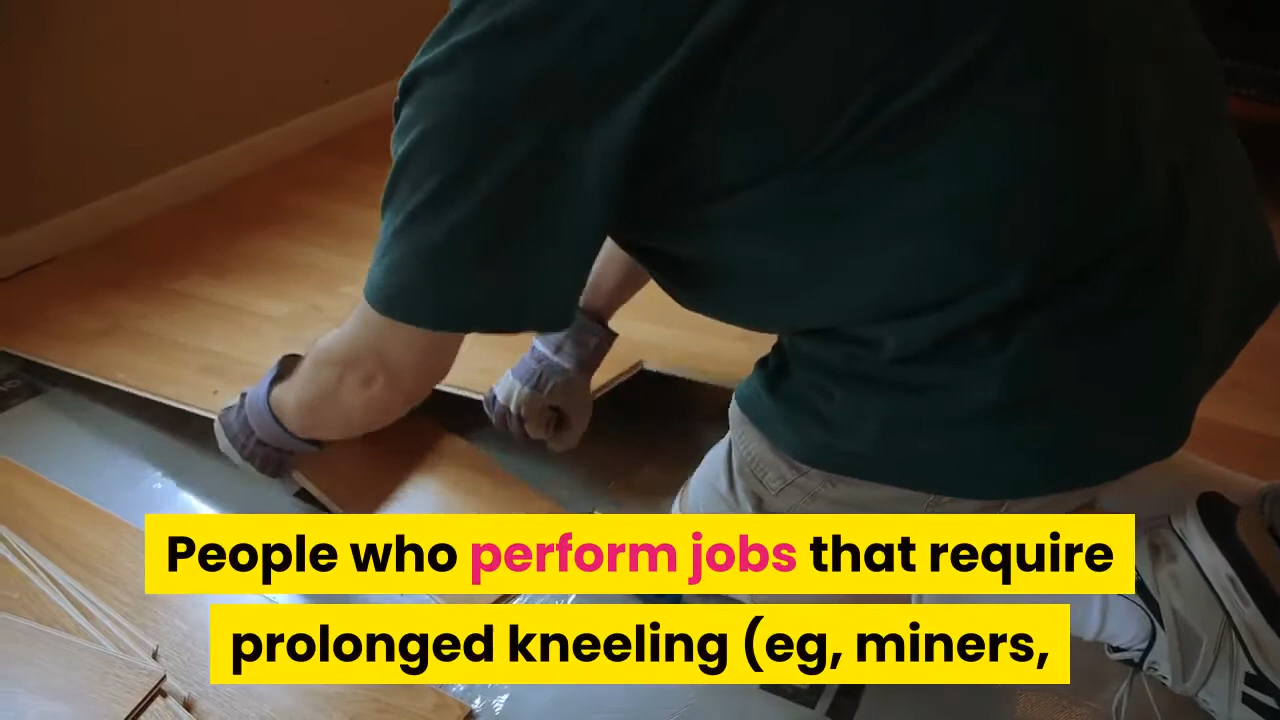 People who perform jobs that require
prolonged kneeling (eg, miners,